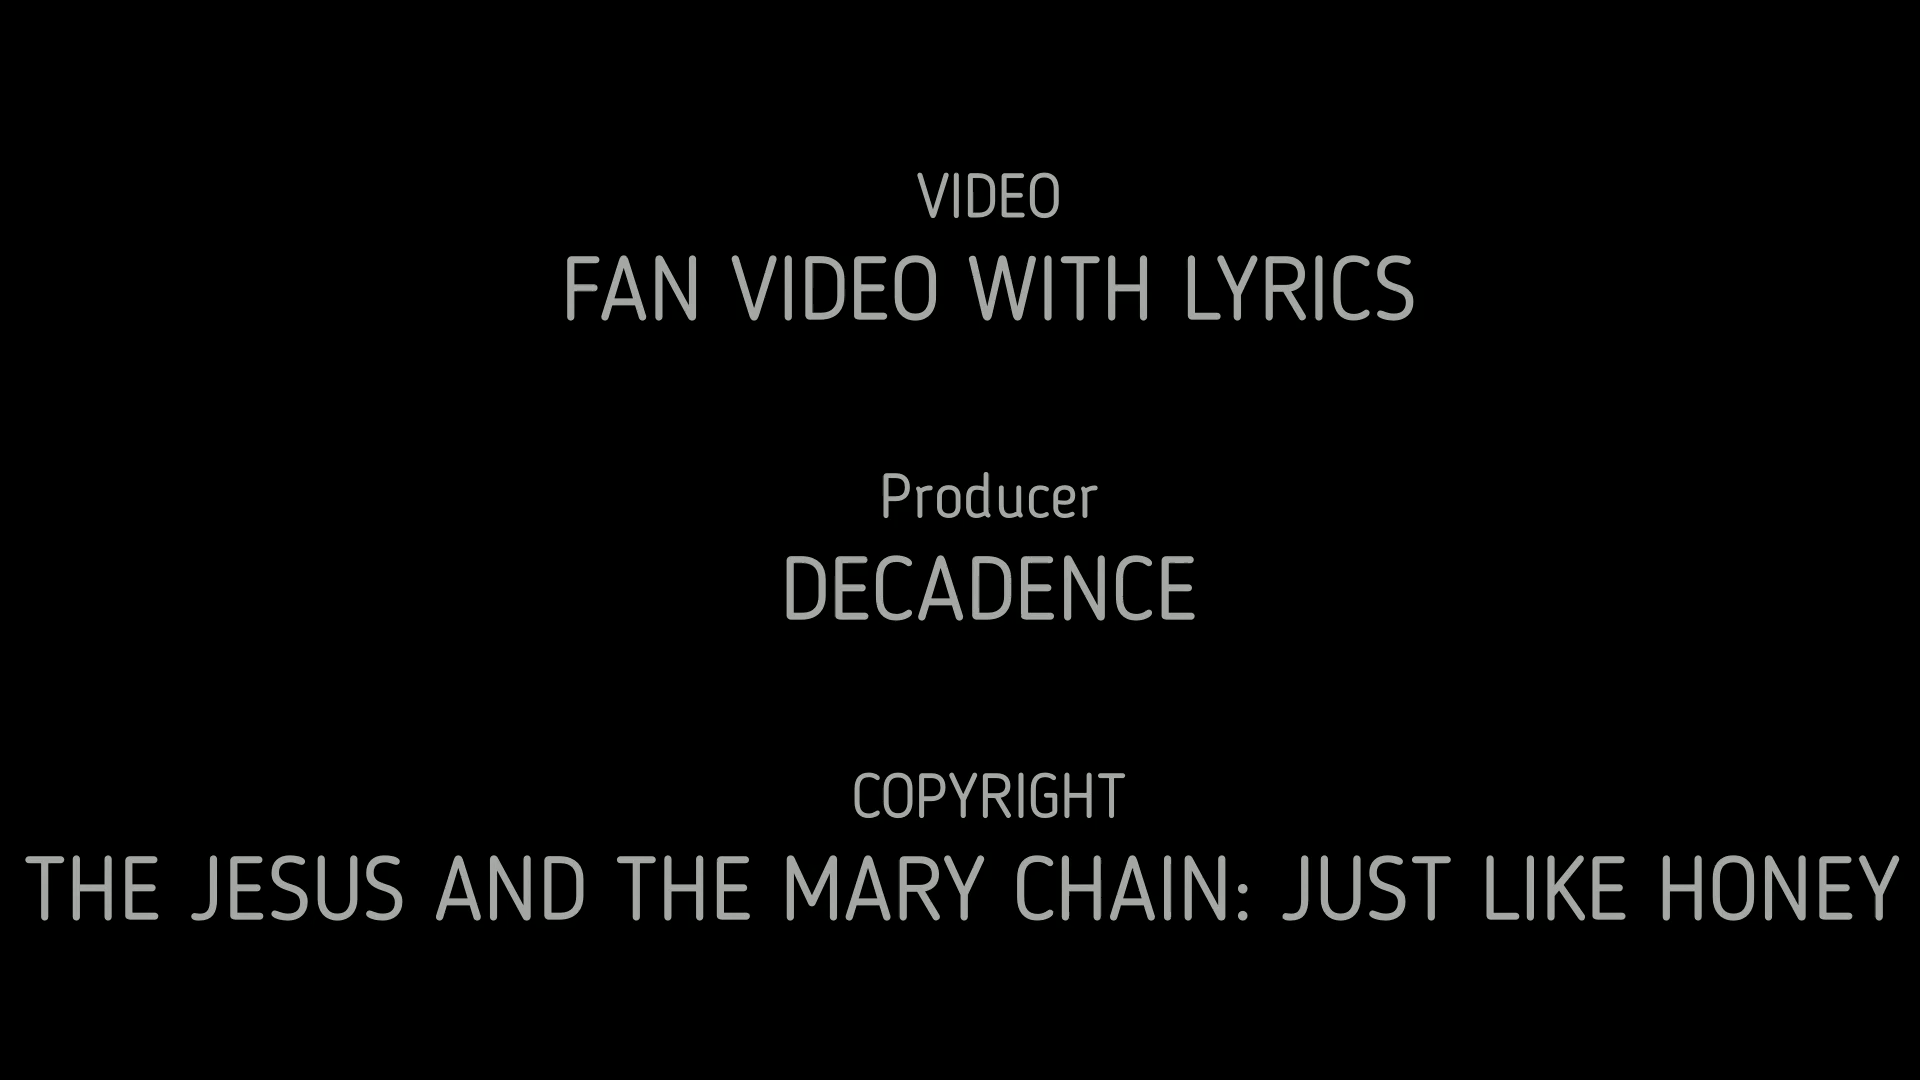 VIDEO
FAN VIDEO WITH LYRICS
Producer
DECADENCE
COPYRIGHT
THE JESUS AND THE MARY CHAIN: JUST LIKE HONEY